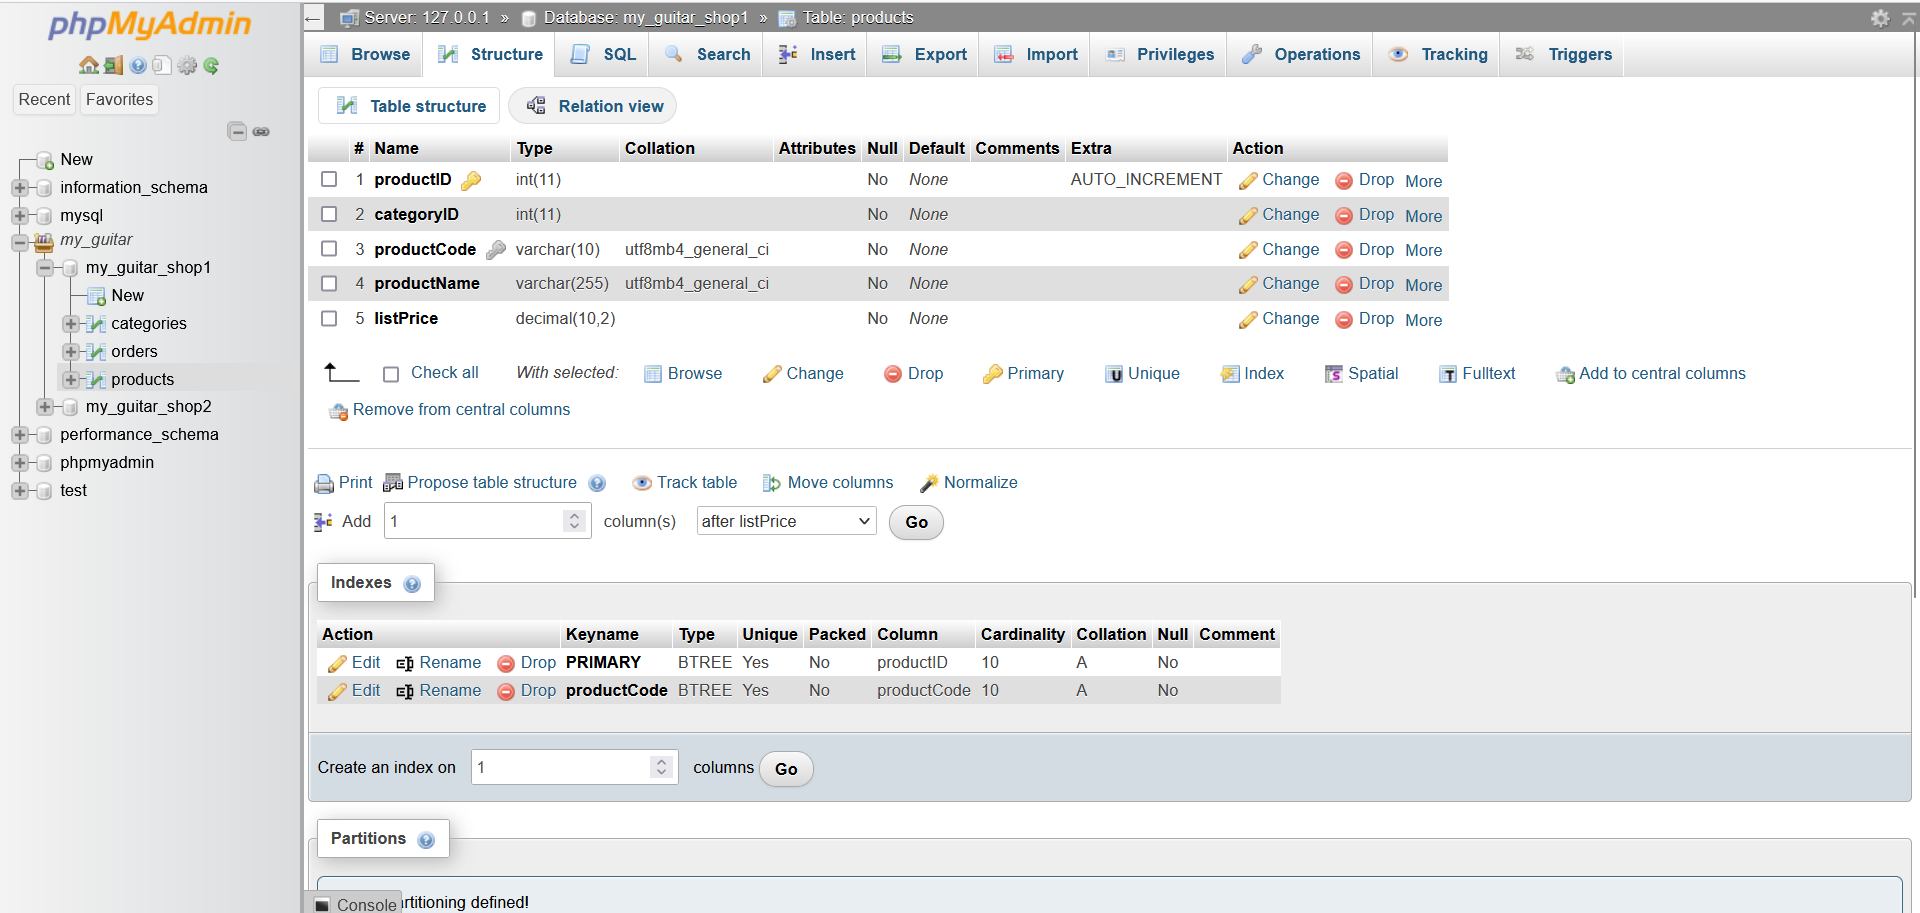 phpMyAdmin
Recent Favorites
New
information_schema
mysql
my_guitar
my_guitar_shop1
New
categories
orders
products
my_guitar_shop2
performance_schema
phpmyadmin
test
← Server: 127.0.0.1 » Database: my_guitar_shop1 » Table: products
Browse Structure SQL Search Insert Export Import Privileges Operations Tracking Triggers
Table structure Relation view
# Name Type Collation Attributes Null Default Comments Extra Action
1 productID int(11) No None AUTO_INCREMENT Change Drop More
2 categoryID int(11) No None Change Drop More
3 productCode varchar(10) utf8mb4_general_ci No None Change Drop More
4 productName varchar(255) utf8mb4_general_ci No None Change Drop More
5 listPrice decimal(10,2) No None Change Drop More
Check all With selected: Browse Change Drop Primary Unique Index Spatial Fulltext Add to central columns
Remove from central columns
Print Propose table structure Track table Move columns Normalize
Add 1 column(s) after listPrice Go
Indexes
Action Keyname Type Unique Packed Column Cardinality Collation Null Comment
Edit Rename Drop PRIMARY BTREE Yes No productID 10 A No
Edit Rename Drop productCode BTREE Yes No productCode 10 A No
Create an index on 1 columns Go
Partitions
Console rtitioning defined!